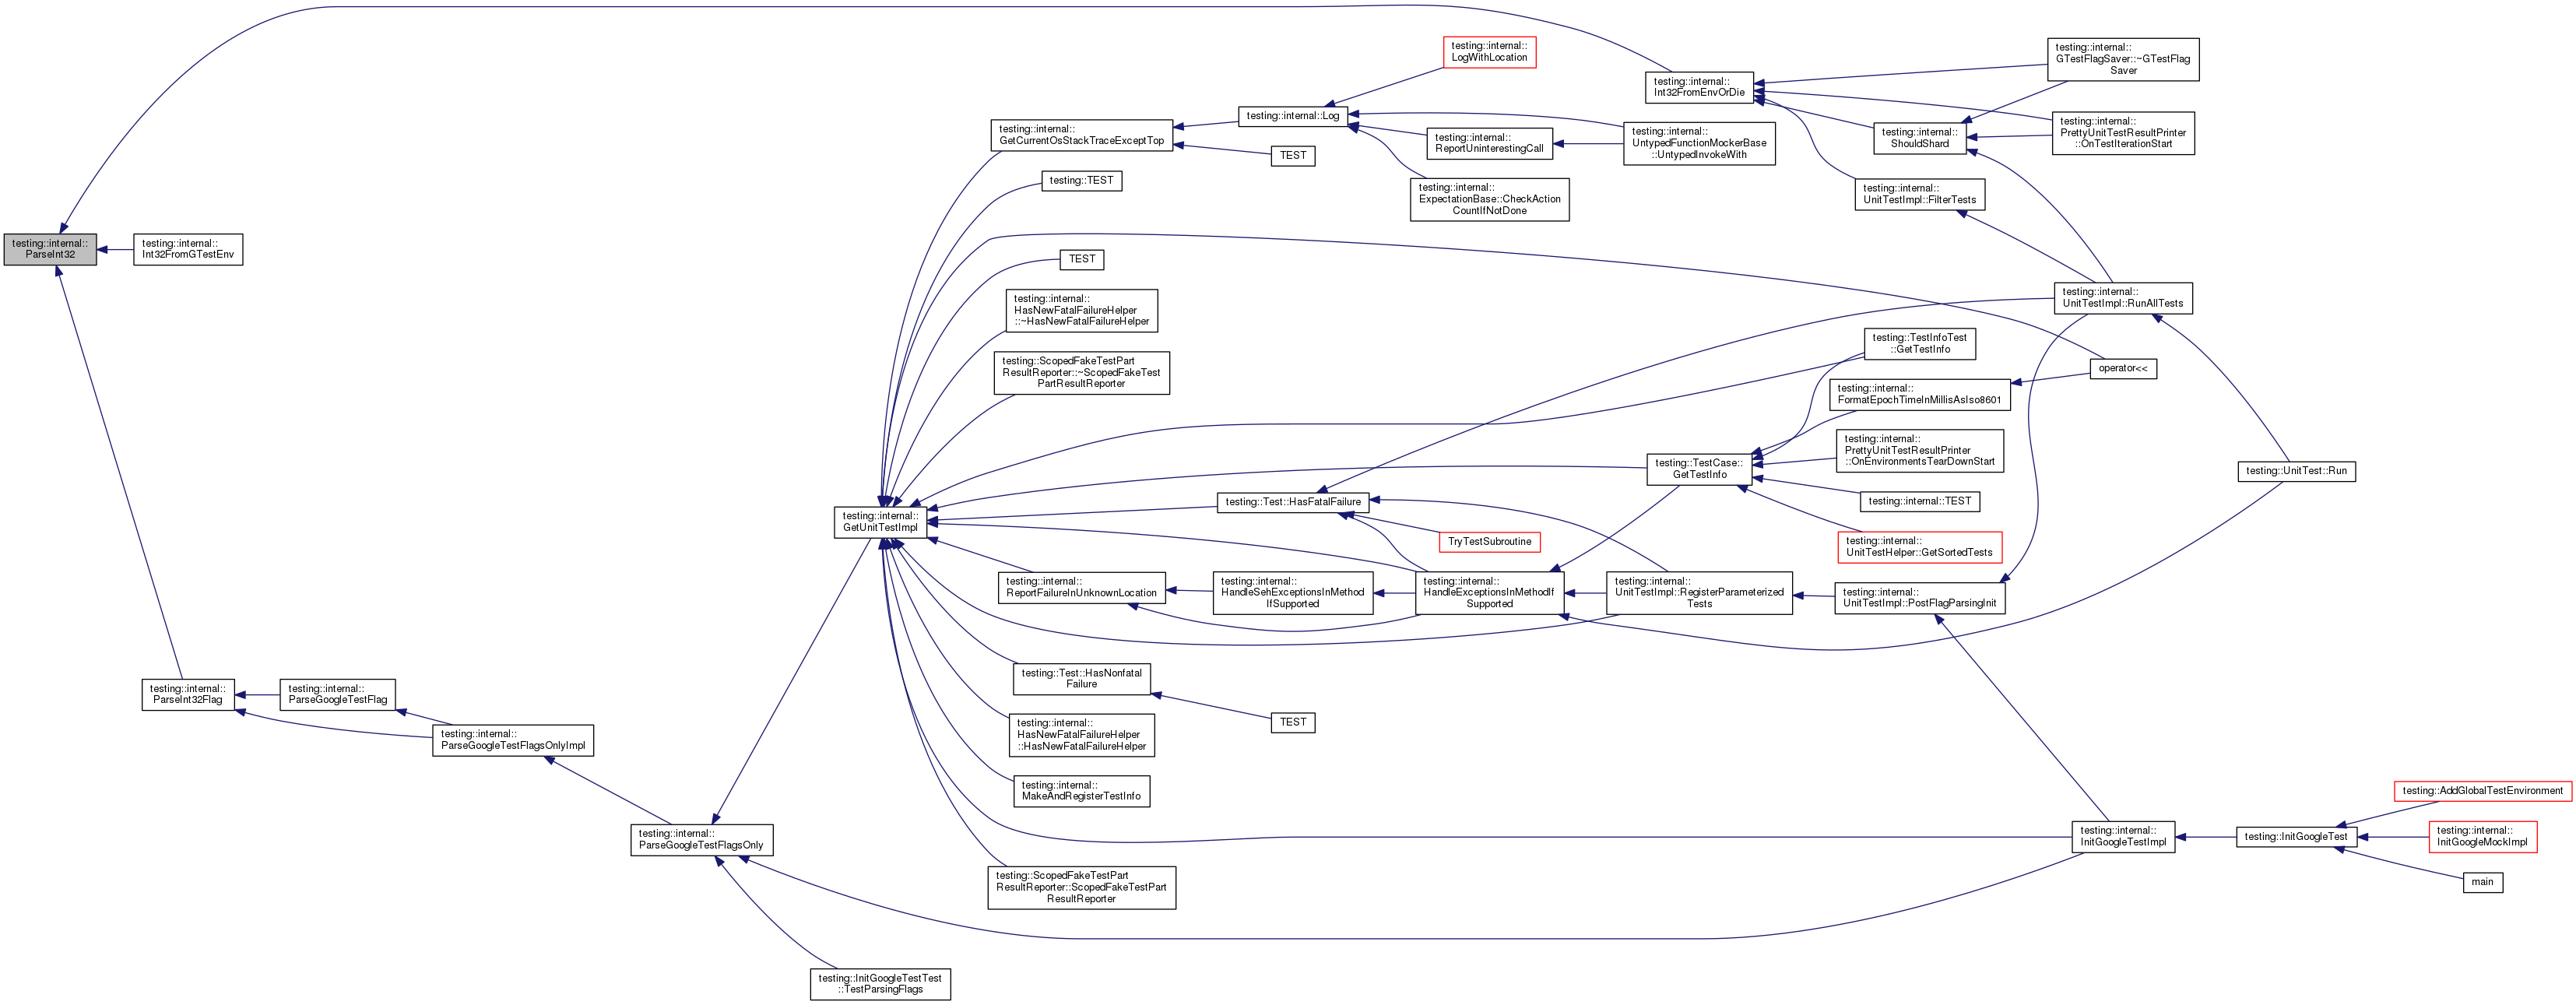 testing::internal::
ParseInt32
testing::internal::
Int32FromGTestEnv
testing::internal::
ParseInt32Flag
testing::internal::
ParseGoogleTestFlag
testing::internal::
ParseGoogleTestFlagsOnlyImpl
testing::internal::
ParseGoogleTestFlagsOnly
testing::InitGoogleTestTest
::TestParsingFlags
testing::internal::
GetUnitTestImpl
testing::internal::
GetCurrentOsStackTraceExceptTop
testing::TEST
TEST
testing::internal::
HasNewFatalFailureHelper
::~HasNewFatalFailureHelper
testing::ScopedFakeTestPart
ResultReporter::~ScopedFakeTest
PartResultReporter
testing::internal::
ReportFailureInUnknownLocation
testing::Test::HasNonfatal
Failure
testing::internal::
HasNewFatalFailureHelper
::HasNewFatalFailureHelper
testing::internal::
MakeAndRegisterTestInfo
testing::ScopedFakeTestPart
ResultReporter::ScopedFakeTestPart
ResultReporter
testing::internal::Log
TEST
testing::Test::HasFatalFailure
testing::internal::
HandleSehExceptionsInMethod
IfSupported
TEST
testing::internal::
LogWithLocation
testing::internal::
ReportUninterestingCall
testing::internal::
ExpectationBase::CheckAction
CountIfNotDone
TryTestSubroutine
testing::internal::
HandleExceptionsInMethodIf
Supported
testing::internal::
Int32FromEnvOrDie
testing::internal::
UntypedFunctionMockerBase
::UntypedInvokeWith
testing::TestCase::
GetTestInfo
testing::internal::
UnitTestImpl::RegisterParameterized
Tests
testing::internal::
ShouldShard
testing::internal::
UnitTestImpl::FilterTests
testing::TestInfoTest
::GetTestInfo
testing::internal::
FormatEpochTimeInMillisAsIso8601
testing::internal::
PrettyUnitTestResultPrinter
::OnEnvironmentsTearDownStart
testing::internal::TEST
testing::internal::
UnitTestHelper::GetSortedTests
testing::internal::
UnitTestImpl::PostFlagParsingInit
testing::internal::
GTestFlagSaver::~GTestFlag
Saver
testing::internal::
PrettyUnitTestResultPrinter
::OnTestIterationStart
testing::internal::
UnitTestImpl::RunAllTests
operator<<
testing::internal::
InitGoogleTestImpl
testing::UnitTest::Run
testing::InitGoogleTest
testing::AddGlobalTestEnvironment
testing::internal::
InitGoogleMockImpl
main